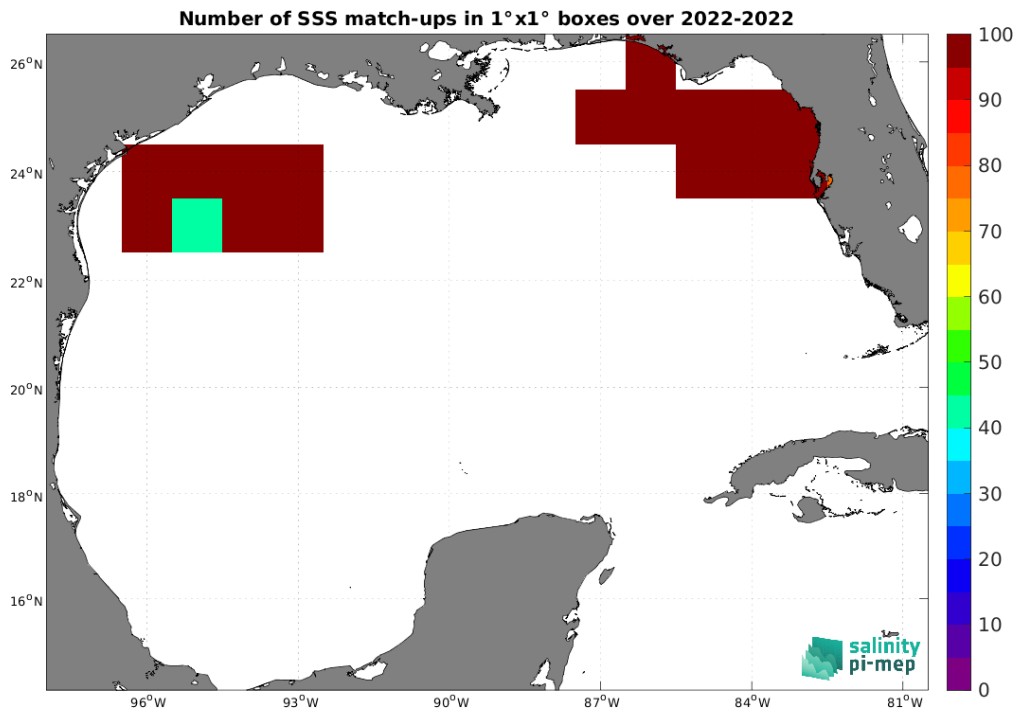 Number of SSS match-ups in 1°x1° boxes over 2022-2022
26°N
24°N
22°N
20°N
18°N
16°N
96°W
93°W
90°W
87°W
84°W
81°W
100
90
80
70
60
50
40
30
20
10
0
salinity
pi-mep